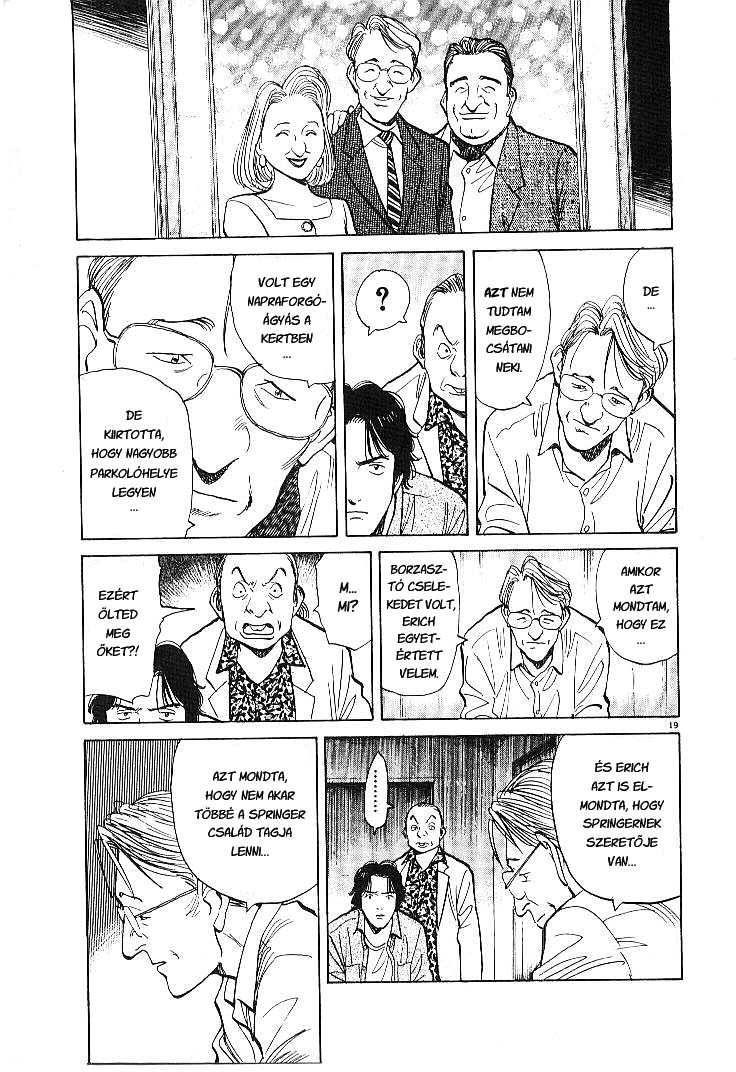 DE
...
AZT NEM
TUDTAM
MEGBO-
CSÁTANI
NEKI.
?
VOLT EGY
NAPRAFORGÓ-
ÁGYÁS A
KERTBEN
...
DE
KIIRTOTTA,
HOGY NAGYOBB
PARKOLÓHELYE
LEGYEN
...
AMIKOR
AZT
MONDTAM,
HOGY EZ
...
BORZASZ-
TÓ CSELE-
KEDET VOLT,
ERICH
EGYET-
ÉRTETT
VELEM.
M...
MI?
EZÉRT
ÖLTED
MEG
ŐKET?!
19
ÉS ERICH
AZT IS EL-
MONDTA, HOGY
SPRINGERNEK
SZERETŐJE
VAN...
........
AZT MONDTA,
HOGY NEM AKAR
TÖBBÉ A SPRINGER
CSALÁD TAGJA
LENNI...